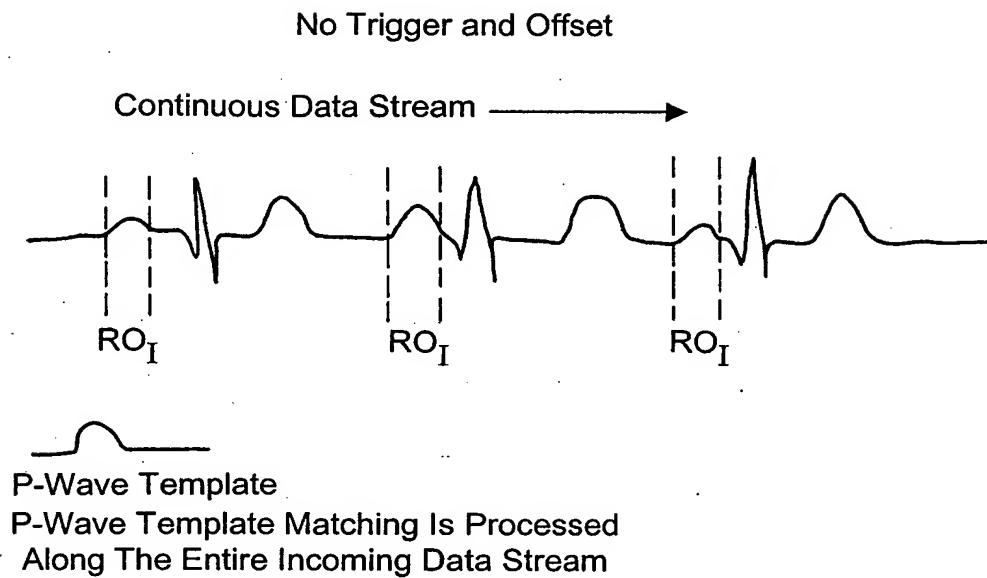 No Trigger and Offset
Continuous Data Stream
ROI
ROI
ROI
P-Wave Template
P-Wave Template Matching Is Processed
Along The Entire Incoming Data Stream